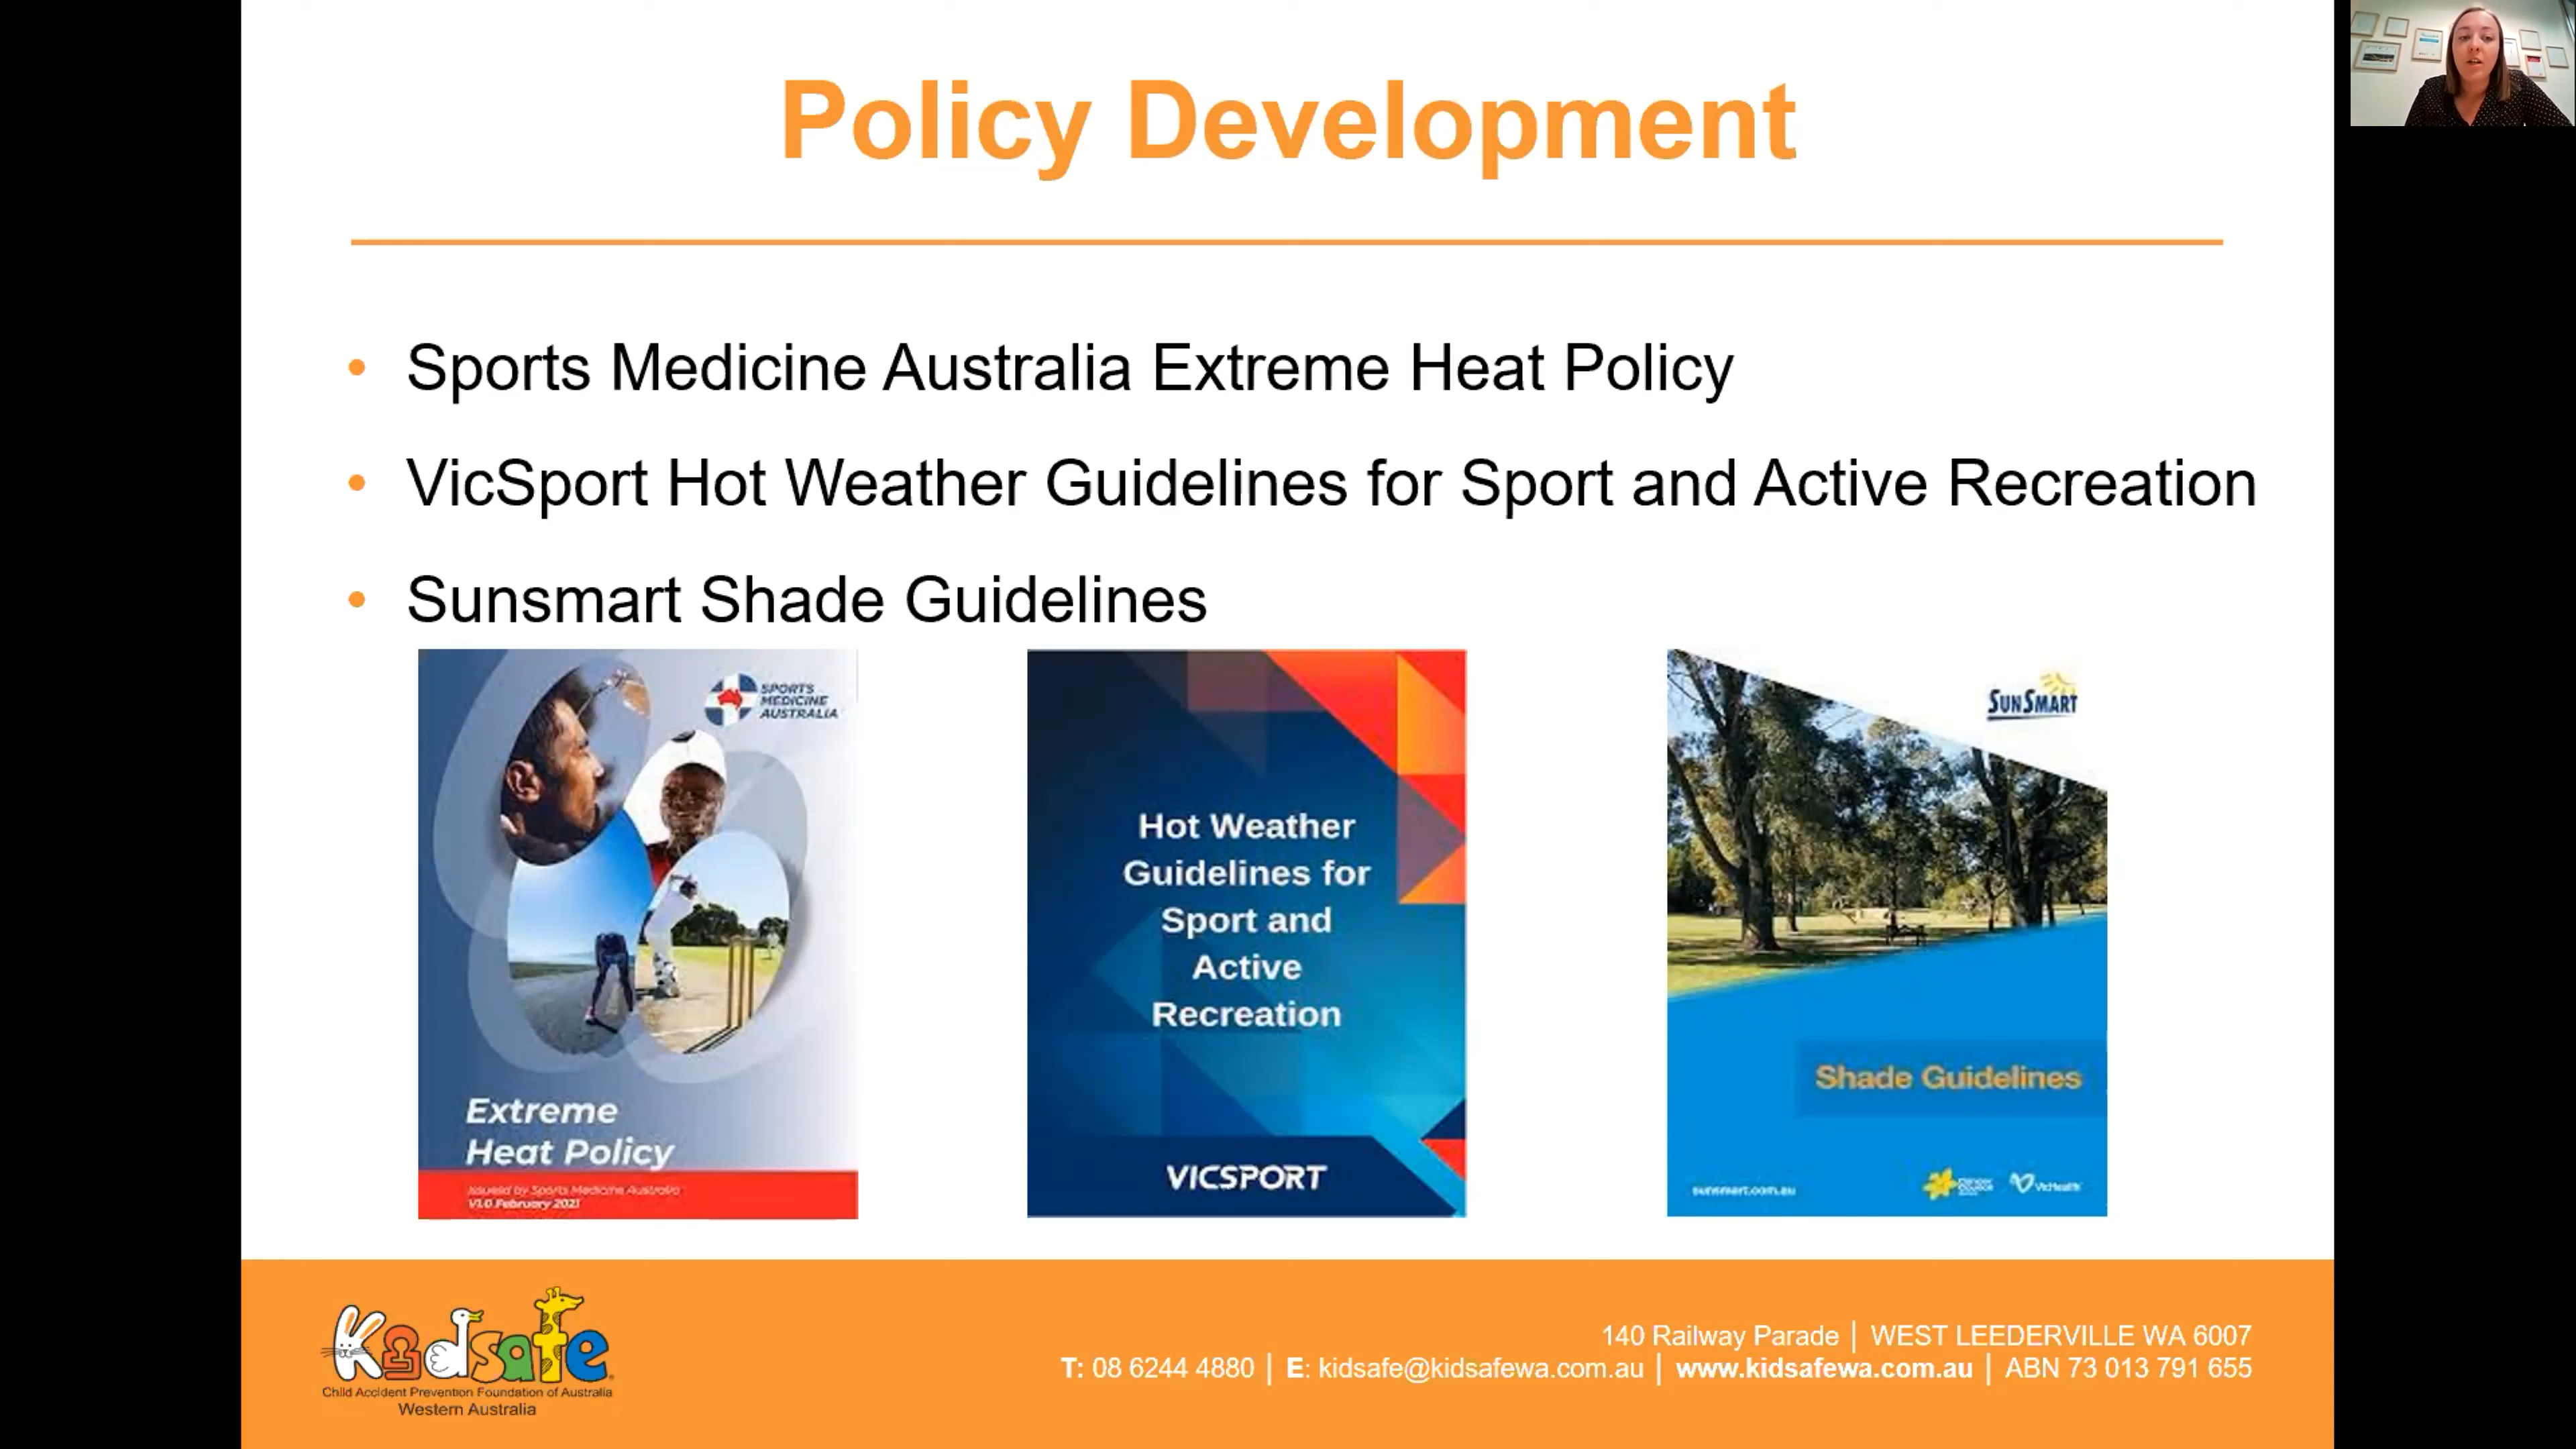 Policy Development
• Sports Medicine Australia Extreme Heat Policy
• VicSport Hot Weather Guidelines for Sport and Active Recreation
• Sunsmart Shade Guidelines
SPORTS
MEDICINE
AUSTRALIA
Extreme
Heat Policy
Issued by Sports Medicine Australia
V1.0 February 2021
Hot Weather
Guidelines for
Sport and
Active
Recreation
VICSPORT
SUNSMART
Shade Guidelines
sunsmart.com.au
VicHealth
Kidsafe
Child Accident Prevention Foundation of Australia
Western Australia
140 Railway Parade | WEST LEEDERVILLE WA 6007
T: 08 6244 4880 | E: kidsafe@kidsafewa.com.au | www.kidsafewa.com.au | ABN 73 013 791 655